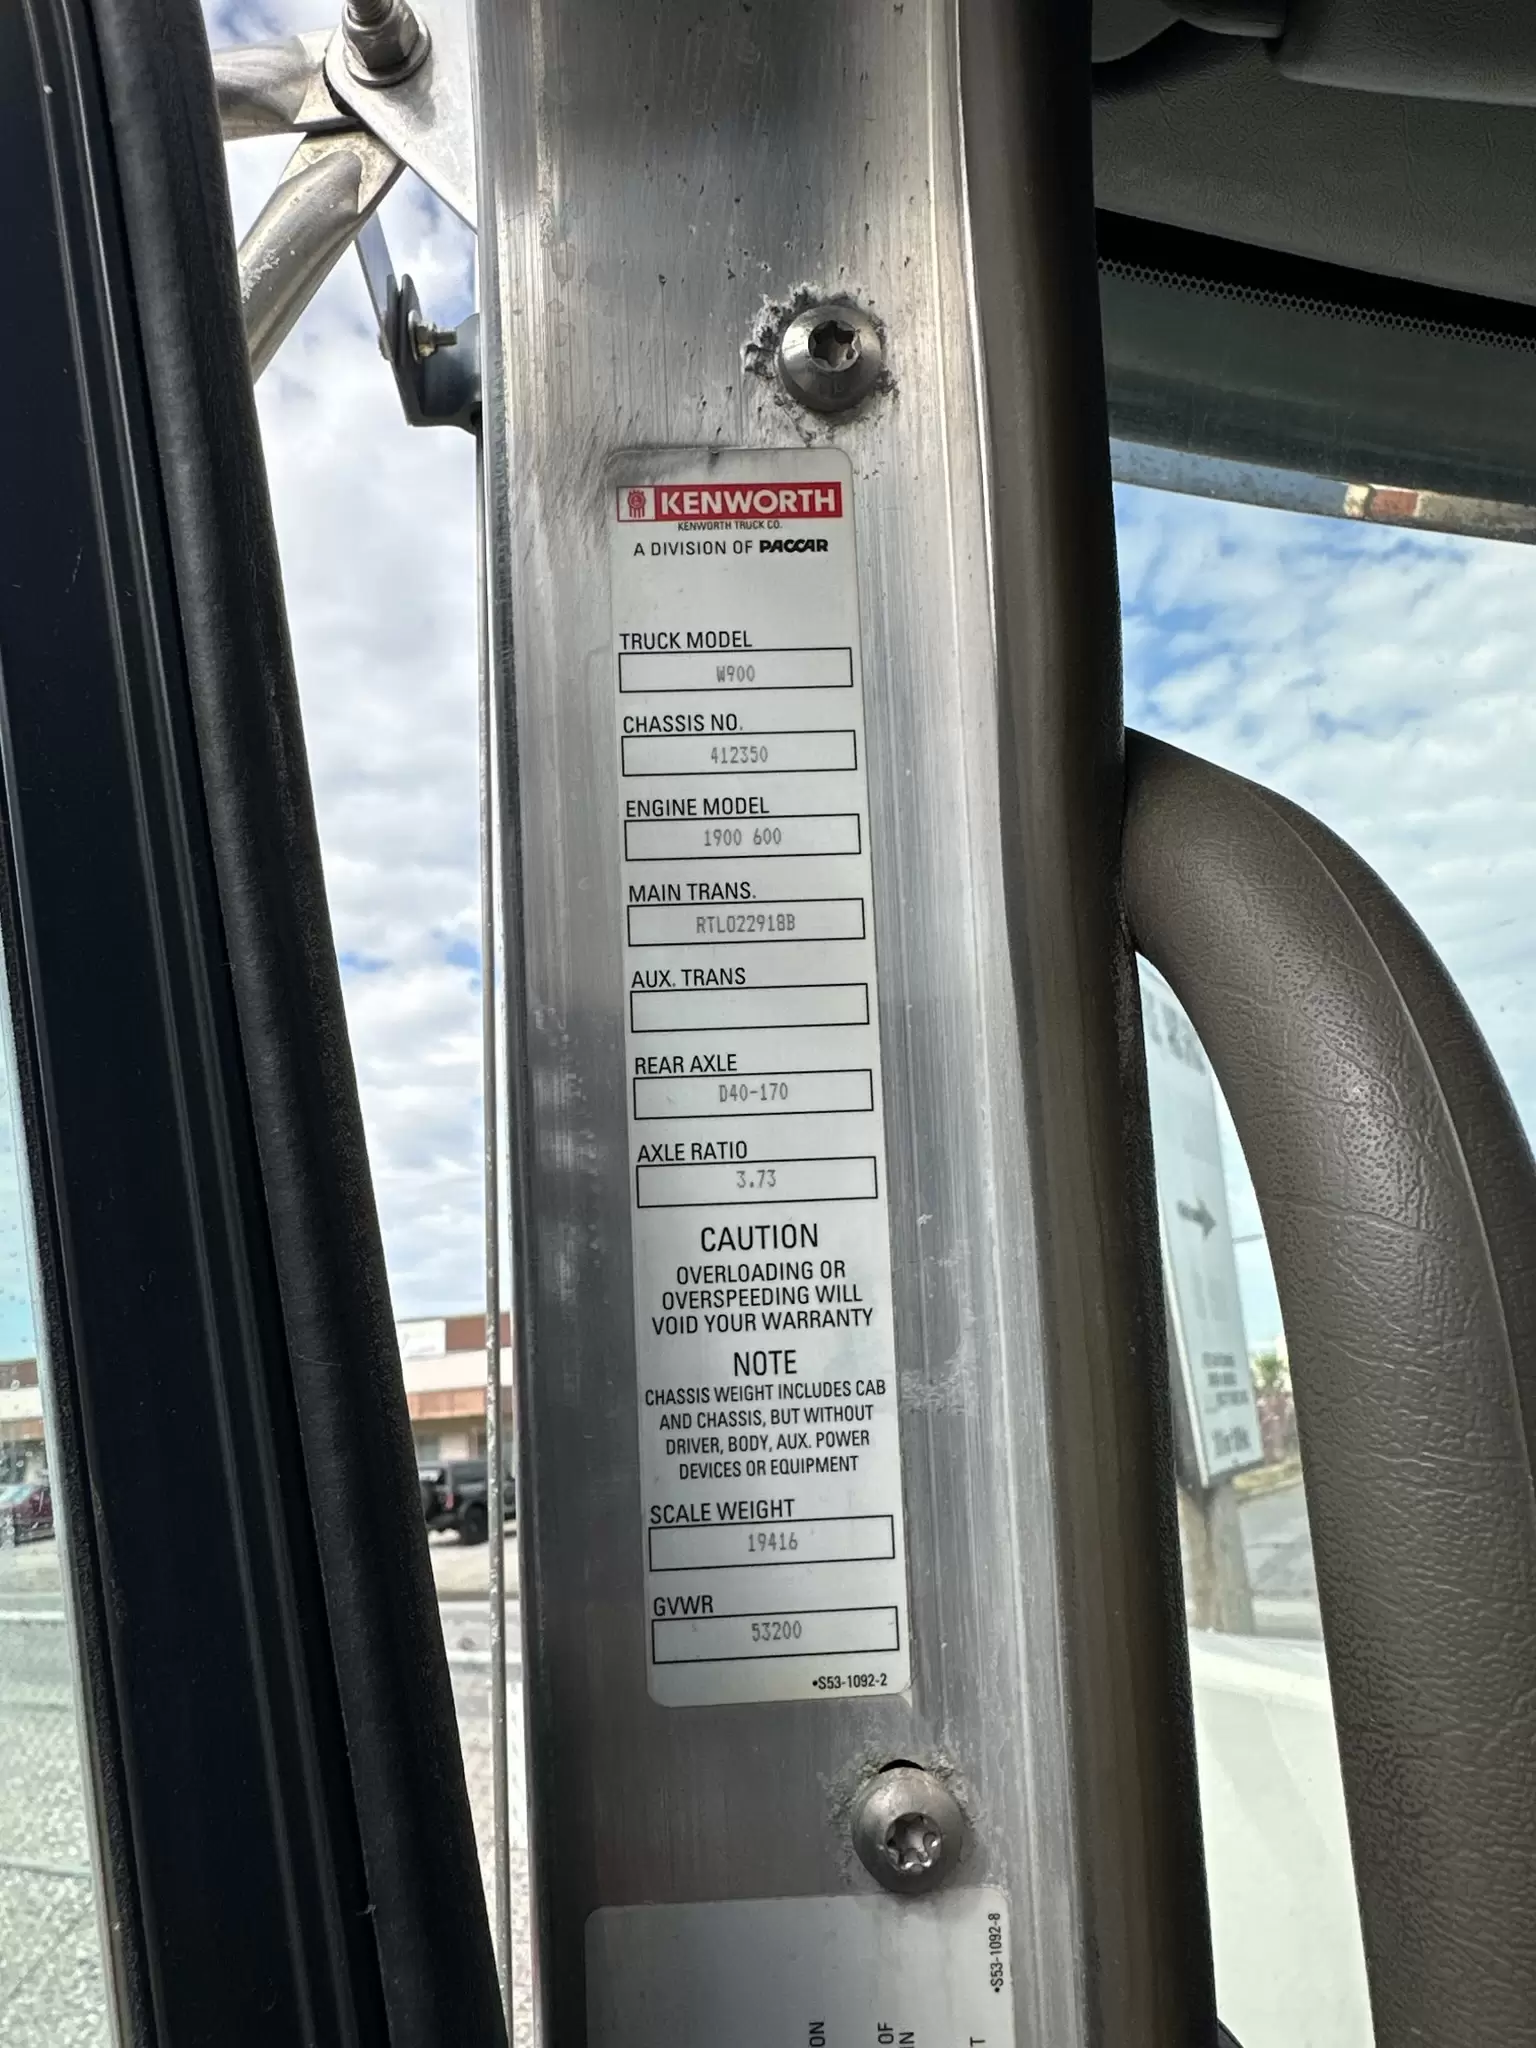 KENWORTH
KENWORTH TRUCK CO.
A DIVISION OF PACCAR
TRUCK MODEL
W900
CHASSIS NO.
412350
ENGINE MODEL
1900 600
MAIN TRANS.
RTLO22918B
AUX. TRANS
REAR AXLE
D40-170
AXLE RATIO
3.73
CAUTION
OVERLOADING OR
OVERSPEEDING WILL
VOID YOUR WARRANTY
NOTE
CHASSIS WEIGHT INCLUDES CAB
AND CHASSIS, BUT WITHOUT
DRIVER, BODY, AUX. POWER
DEVICES OR EQUIPMENT
SCALE WEIGHT
19416
GVWR
53200
•S53-1092-2
•S53-1092-8
ON
OF
IN
T